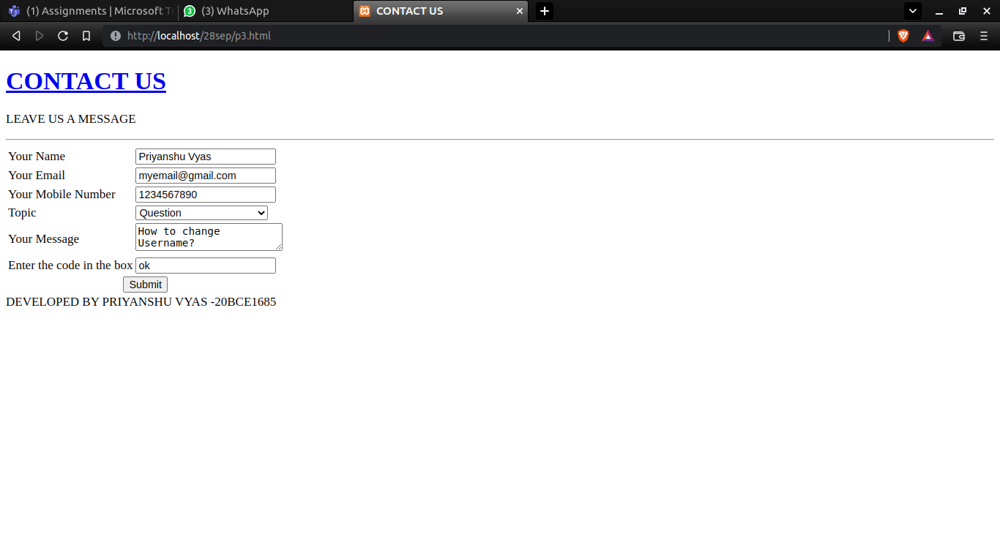 (1) Assignments | Microsoft Te
3 (3) WhatsApp
CONTACT US
http://localhost/28sep/p3.html
CONTACT US
LEAVE US A MESSAGE
Your Name Priyanshu Vyas
Your Email myemail@gmail.com
Your Mobile Number 1234567890
Topic Question
Your Message How to change
Username?
Enter the code in the box ok
Submit
DEVELOPED BY PRIYANSHU VYAS -20BCE1685